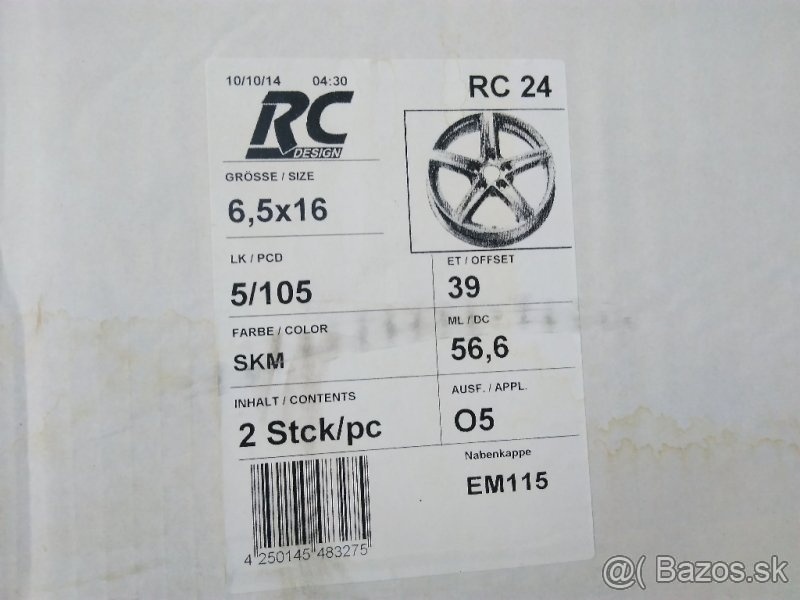 10/10/14 04:30
RC 24
RC
DESIGN
GRÖSSE / SIZE
6,5x16
LK / PCD
5/105
ET / OFFSET
39
FARBE / COLOR
SKM
ML / DC
56,6
INHALT / CONTENTS
2 Stck/pc
AUSF. / APPL.
O5
Nabenkappe
EM115
4 250145 483275
@( Bazos.sk